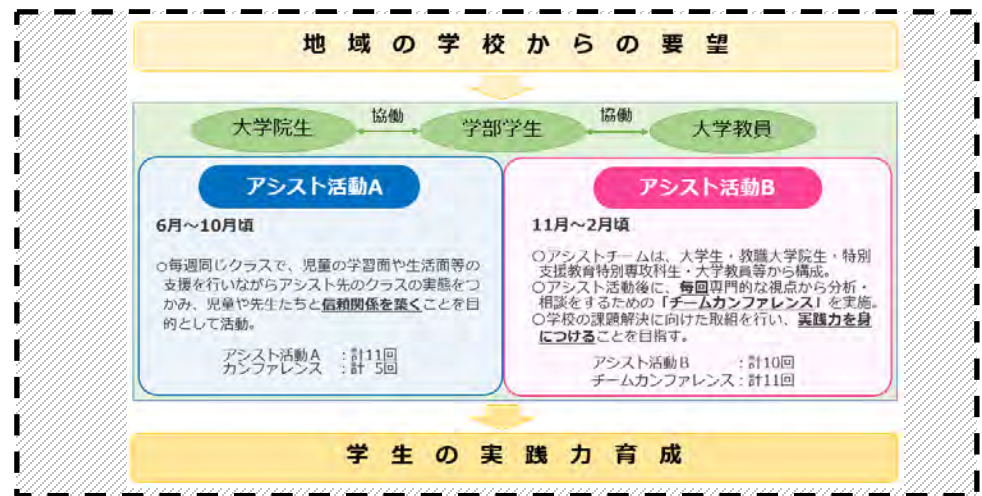 地域の学校からの要望
大学院生 協働 学部学生 協働 大学教員
アシスト活動A
6月～10月頃
○毎週同じクラスで、児童の学習面や生活面等の
支援を行いながらアシスト先のクラスの実態をつ
かみ、児童や先生たちと信頼関係を築くことを目
的として活動。
アシスト活動A ：計11回
カンファレンス ：計 5回
アシスト活動B
11月～2月頃
○アシストチームは、大学生・教職大学院生・特別
支援教育特別専攻科生・大学教員等から構成。
○アシスト活動後に、毎回専門的な視点から分析・
相談をするための「チームカンファレンス」を実施。
○学校の課題解決に向けた取組を行い、実践力を身
につけることを目指す。
アシスト活動B ：計10回
チームカンファレンス：計11回
学生の実践力育成